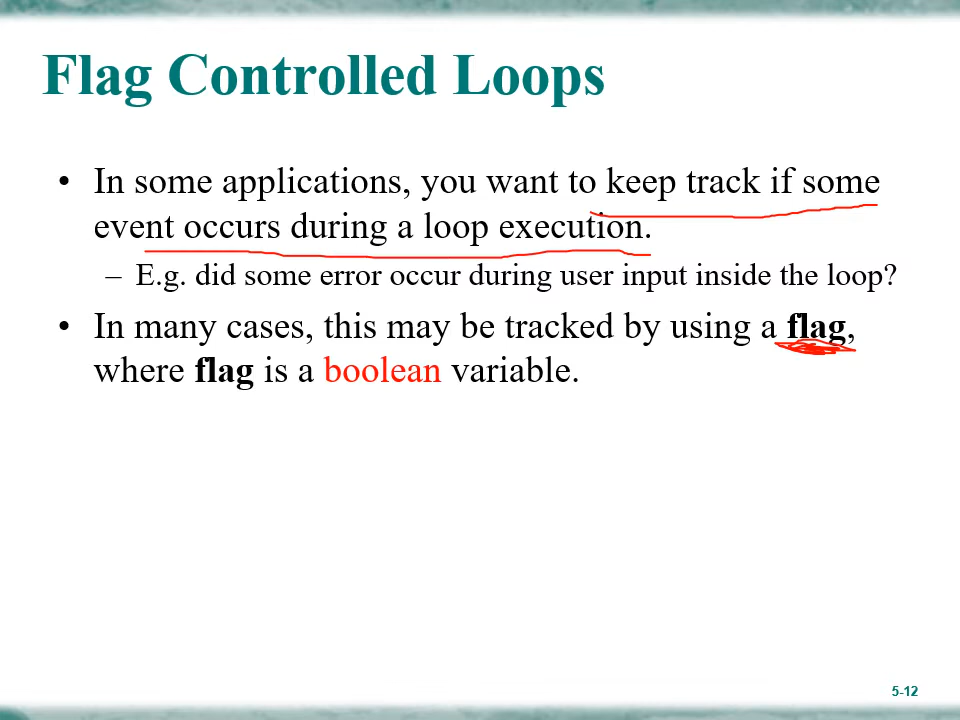 Flag Controlled Loops
• In some applications, you want to keep track if some
event occurs during a loop execution.
– E.g. did some error occur during user input inside the loop?
• In many cases, this may be tracked by using a flag,
where flag is a boolean variable.
5-12